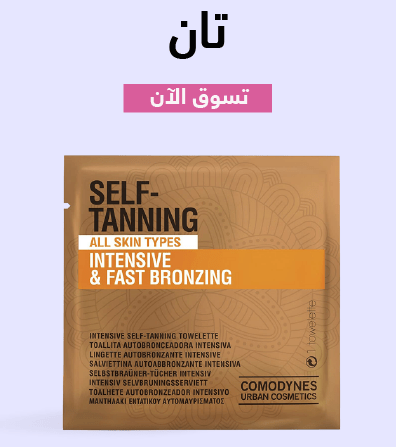 تان
تسوق الآن
SELF-
TANNING
ALL SKIN TYPES
INTENSIVE
& FAST BRONZING
1 towelette
INTENSIVE SELF-TANNING TOWELETTE
TOALLITA AUTOBRONCEADORA INTENSIVA
LINGETTE AUTOBRONZANTE INTENSIVE
SALVIETTINA AUTOABBRONZANTE INTENSIVA
SELBSTBRÄUNER-TÜCHER INTENSIV
INTENSIV SELVBRUNINGSSERVIETT
TOALHETE AUTOBRONZEADOR INTENSIVO
ΜΑΝΤΗΛΑΚΙ ΕΝΤΑΤΙΚΟΥ ΑΥΤΟΜΑΥΡΙΣΜΑΤΟΣ
COMODYNES
URBAN COSMETICS